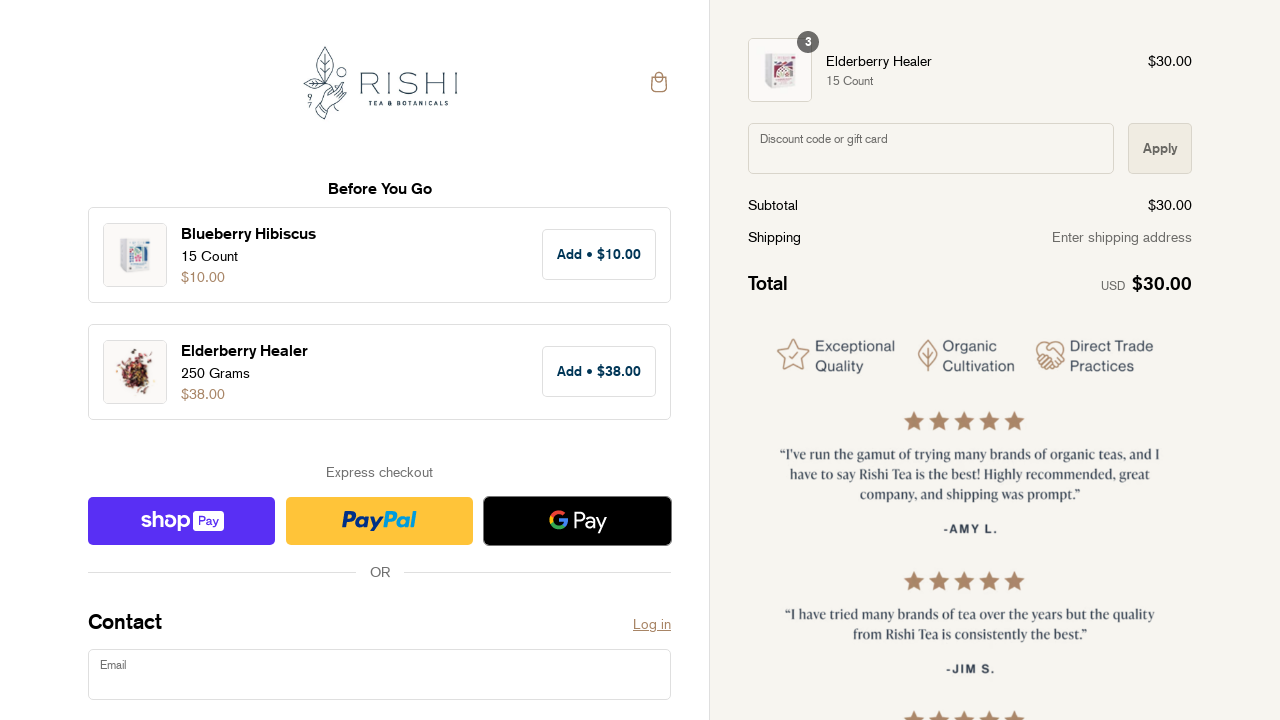 RISHI
TEA & BOTANICALS
97
Before You Go
Blueberry Hibiscus
15 Count
$10.00
Add • $10.00
Elderberry Healer
250 Grams
$38.00
Add • $38.00
Express checkout
shop Pay
PayPal
G Pay
OR
Contact
Log in
Email
3
Elderberry Healer
15 Count
$30.00
Discount code or gift card
Apply
Subtotal
$30.00
Shipping
Enter shipping address
Total
USD $30.00
Exceptional
Quality
Organic
Cultivation
Direct Trade
Practices
“I've run the gamut of trying many brands of organic teas, and I
have to say Rishi Tea is the best! Highly recommended, great
company, and shipping was prompt.”
-AMY L.
“I have tried many brands of tea over the years but the quality
from Rishi Tea is consistently the best.”
-JIM S.